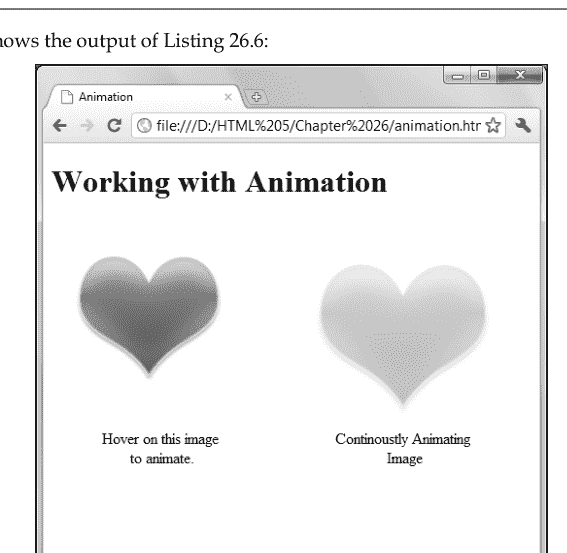 hows the output of Listing 26.6:
Animation
file:///D:/HTML%205/Chapter%2026/animation.htm
Working with Animation
Hover on this image
to animate.
Continoustly Animating
Image